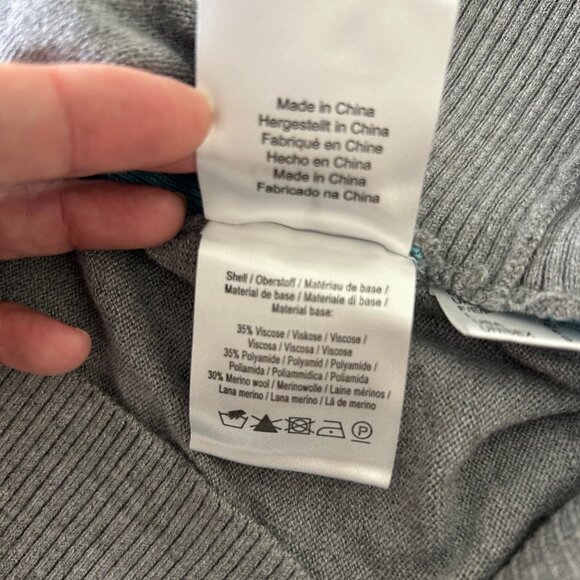 Made in China
Hergestellt in China
Fabriqué en Chine
Hecho en China
Made in China
Fabricado na China
Shell / Oberstoff / Matériau de base /
Material de base / Materiale di base /
Material base:
35% Viscose / Viskose / Viscose /
Viscosa / Viscosa / Viscose
35% Polyamide / Polyamid / Polyamide /
Poliamida / Poliammidica / Poliamida
30% Merino wool / Merinowolle / Laine mérinos /
Lana merino / Lana merino / Lã de merino
P